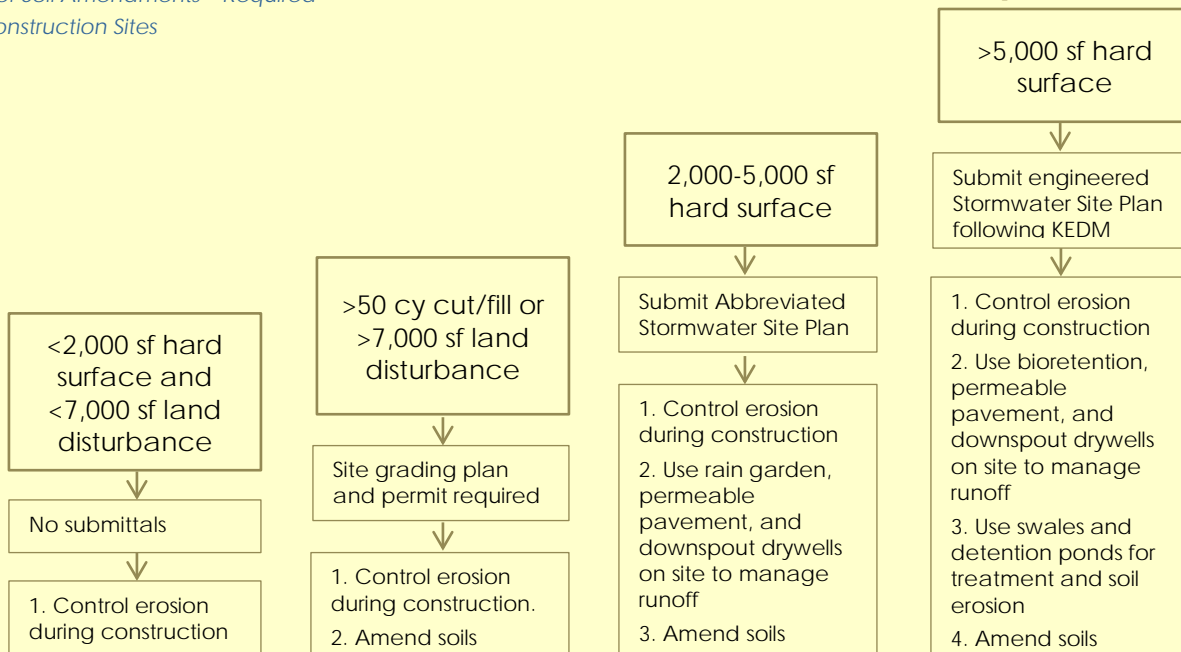 Soil Amendments - Required
onstruction Sites
<2,000 sf hard
surface and
<7,000 sf land
disturbance
No submittals
1. Control erosion
during construction
>50 cy cut/fill or
>7,000 sf land
disturbance
Site grading plan
and permit required
1. Control erosion
during construction.
2. Amend soils
2,000-5,000 sf
hard surface
Submit Abbreviated
Stormwater Site Plan
1. Control erosion
during construction
2. Use rain garden,
permeable
pavement, and
downspout drywells
on site to manage
runoff
3. Amend soils
>5,000 sf hard
surface
Submit engineered
Stormwater Site Plan
following KEDM
1. Control erosion
during construction
2. Use bioretention,
permeable
pavement, and
downspout drywells
on site to manage
runoff
3. Use swales and
detention ponds for
treatment and soil
erosion
4. Amend soils